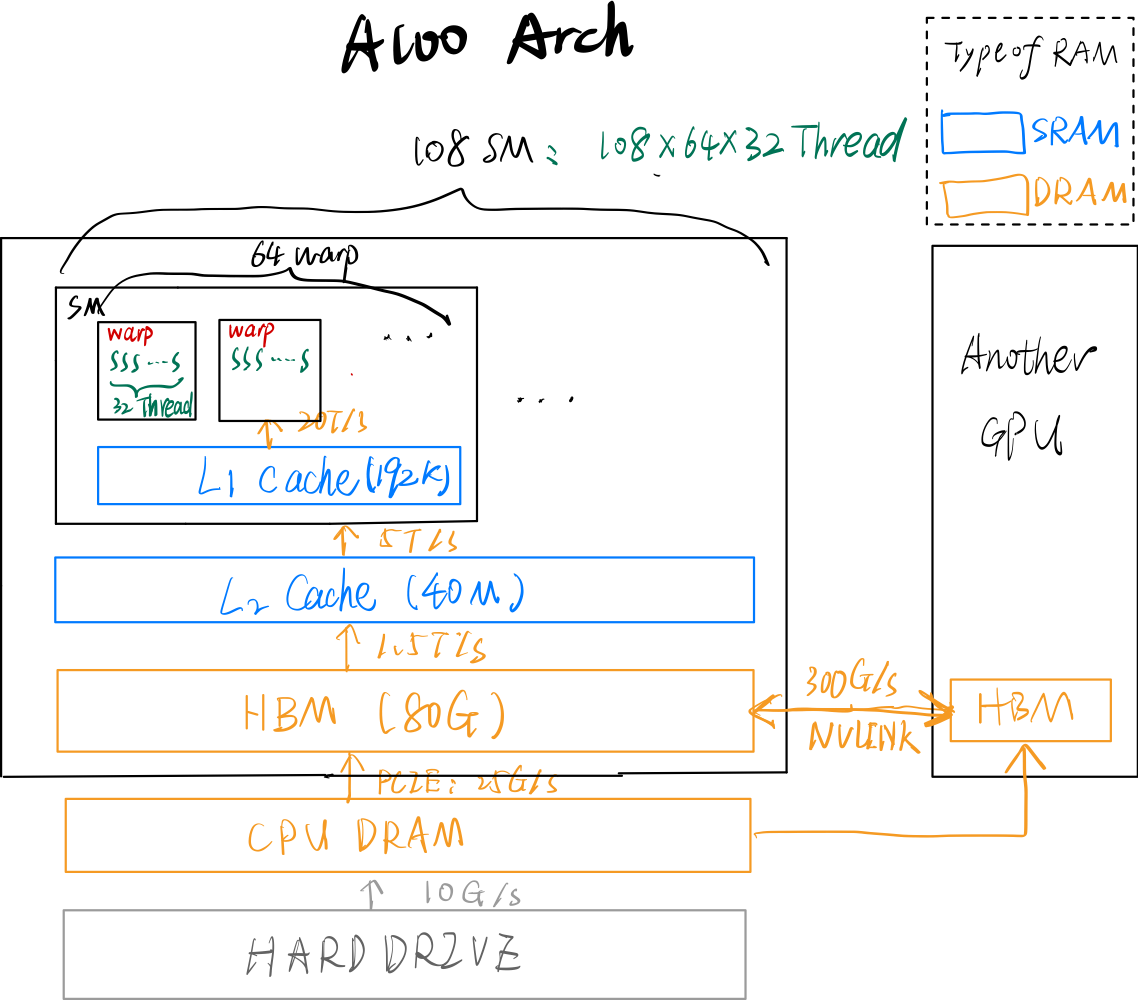 A100 Arch
Type of RAM
SRAM
DRAM
108 SM: 108 x 64 x 32 Thread
64 warp
SM
warp
SSS....S
32 Thread
warp
SSS....S
...
...
20T/s
L1 Cache (192K)
5T/s
L2 Cache (40M)
1.5T/s
HBM (80G)
300G/s
NVLINK
Another
GPU
HBM
PCIE: 25G/s
CPU DRAM
10G/s
HARD DRIVE